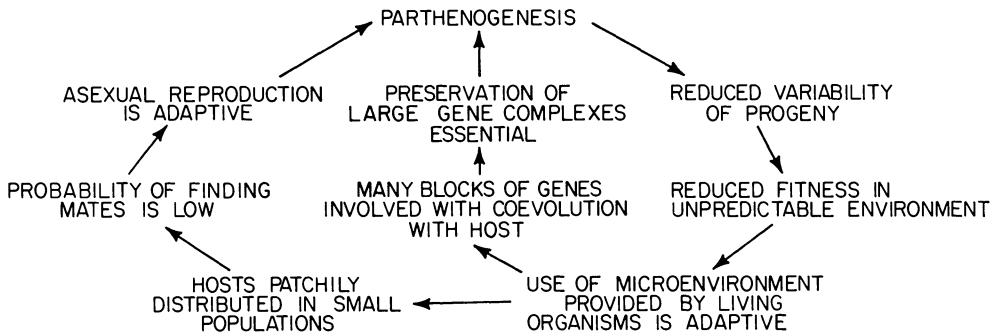 PARTHENOGENESIS
ASEXUAL REPRODUCTION
IS ADAPTIVE
PRESERVATION OF
LARGE GENE COMPLEXES
ESSENTIAL
REDUCED VARIABILITY
OF PROGENY
PROBABILITY OF FINDING
MATES IS LOW
MANY BLOCKS OF GENES
INVOLVED WITH COEVOLUTION
WITH HOST
REDUCED FITNESS IN
UNPREDICTABLE ENVIRONMENT
HOSTS PATCHILY
DISTRIBUTED IN SMALL
POPULATIONS
USE OF MICROENVIRONMENT
PROVIDED BY LIVING
ORGANISMS IS ADAPTIVE